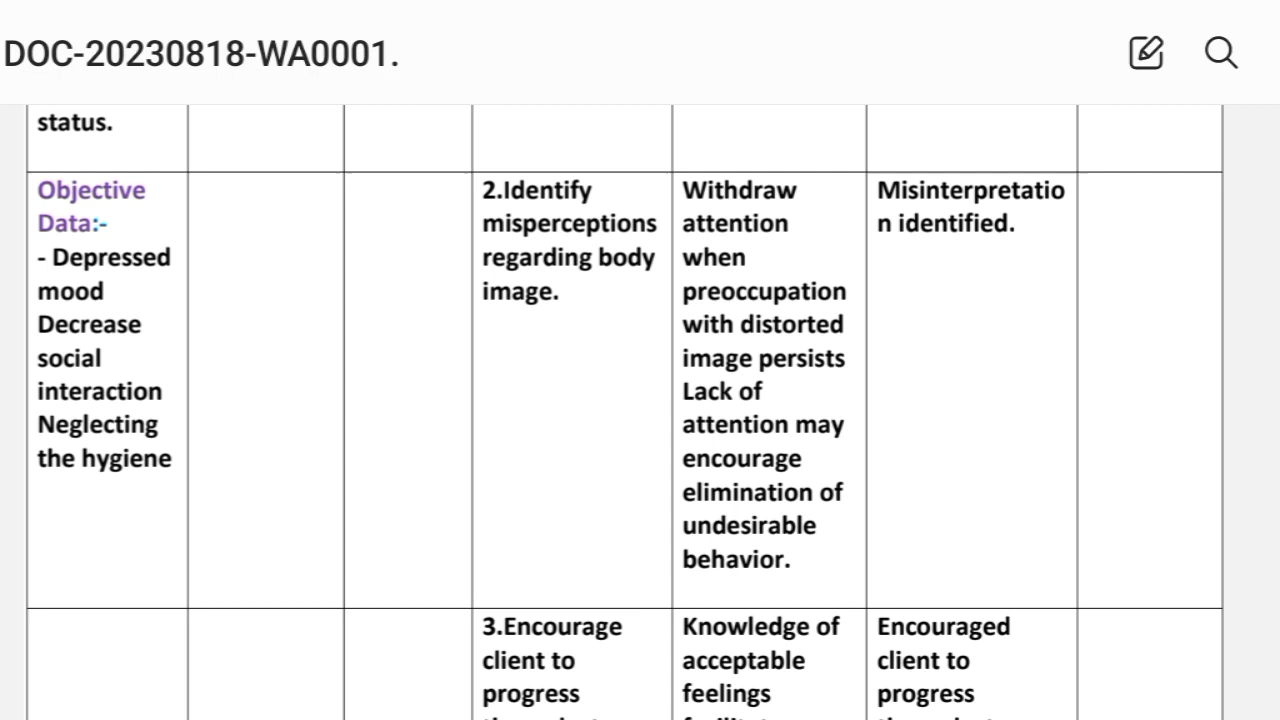 DOC-20230818-WA0001.
status.
Objective
Data:-
- Depressed
mood
Decrease
social
interaction
Neglecting
the hygiene
2.Identify
misperceptions
regarding body
image.
Withdraw
attention
when
preoccupation
with distorted
image persists
Lack of
attention may
encourage
elimination of
undesirable
behavior.
Misinterpretatio
n identified.
3.Encourage
client to
progress
Knowledge of
acceptable
feelings
Encouraged
client to
progress